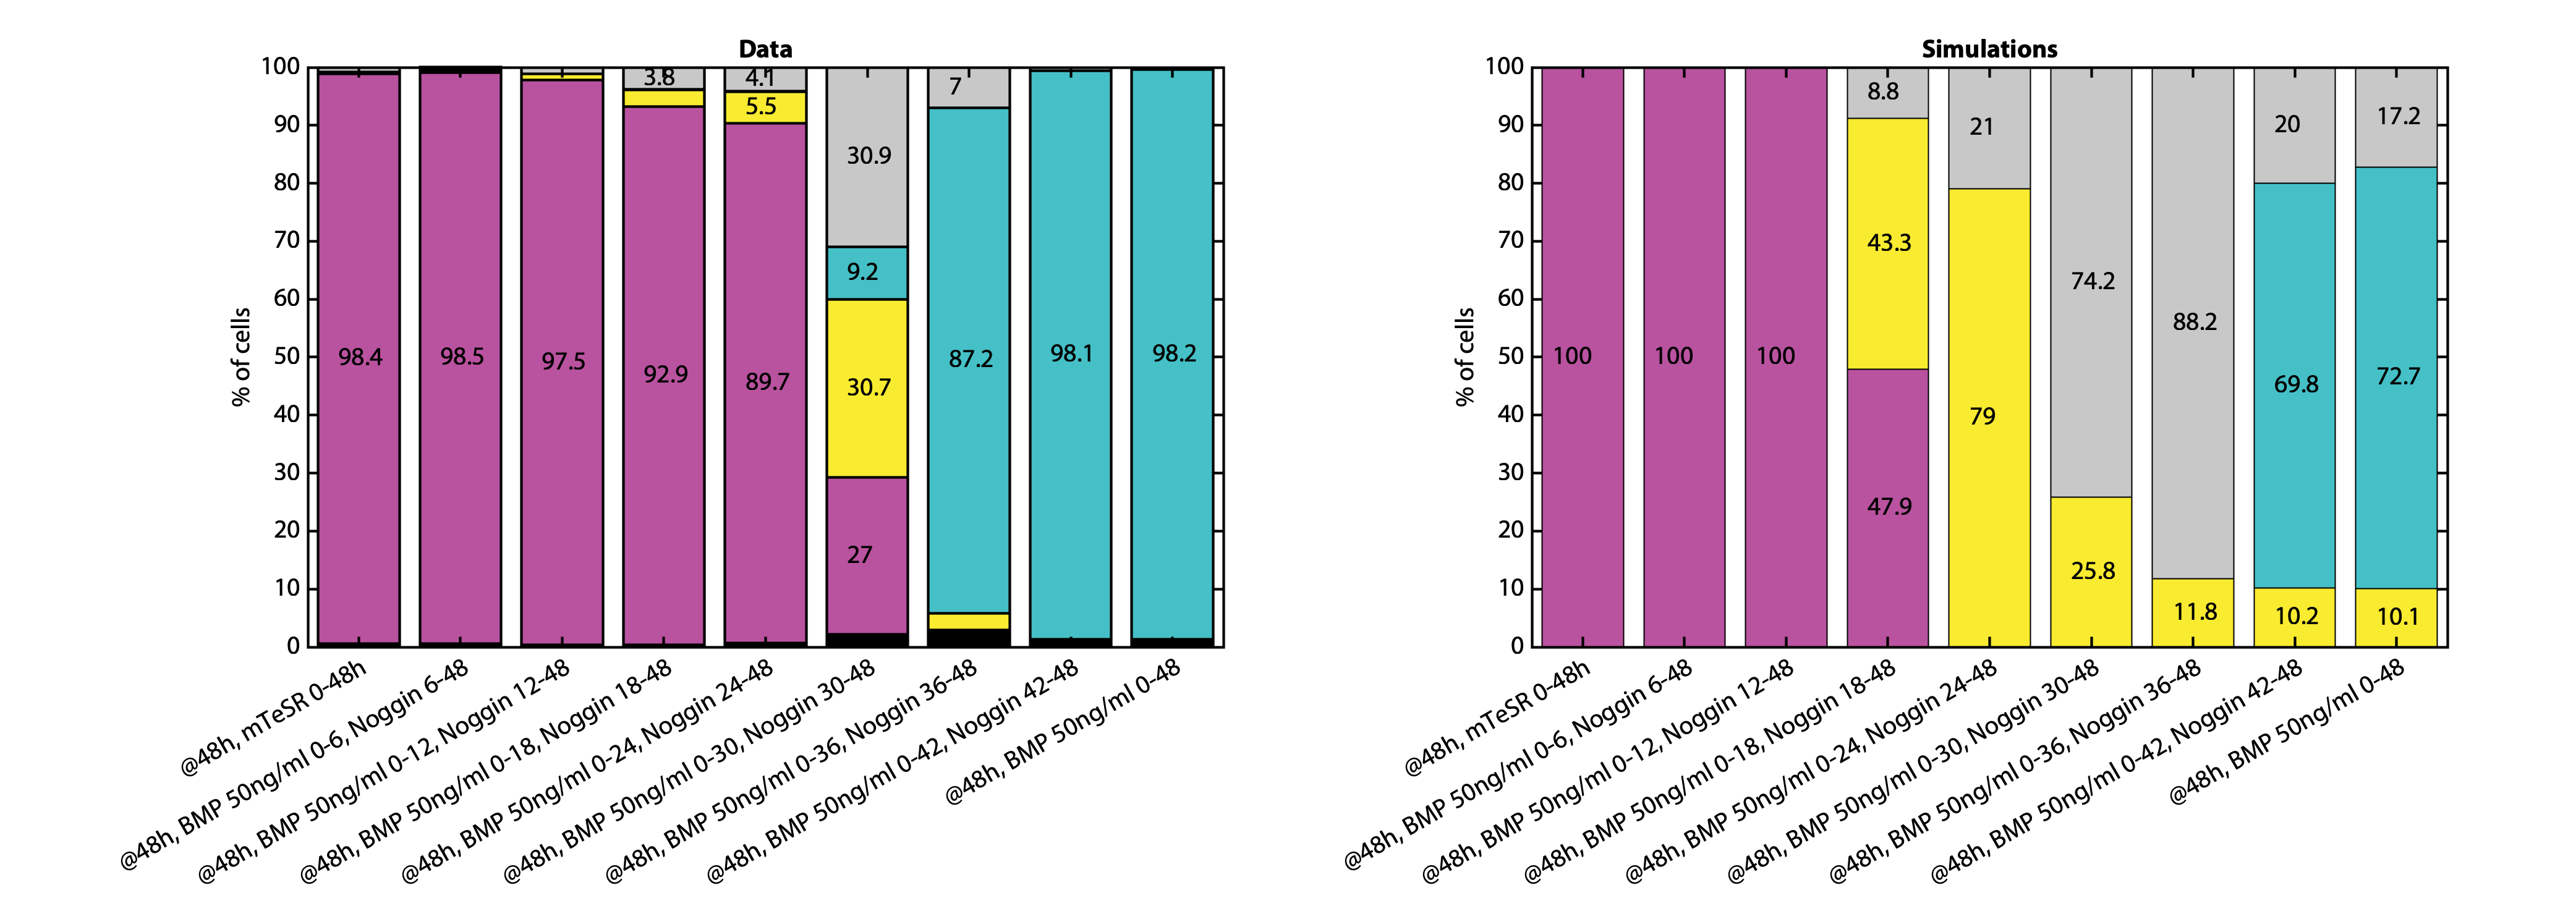 Data
% of cells
100
90
80
70
60
50
40
30
20
10
0
98.4
98.5
97.5
3.8
92.9
4.1
5.5
89.7
30.9
9.2
30.7
27
7
87.2
98.1
98.2
@48h, mTeSR 0-48h
@48h, BMP 50ng/ml 0-6, Noggin 6-48
@48h, BMP 50ng/ml 0-12, Noggin 12-48
@48h, BMP 50ng/ml 0-18, Noggin 18-48
@48h, BMP 50ng/ml 0-24, Noggin 24-48
@48h, BMP 50ng/ml 0-30, Noggin 30-48
@48h, BMP 50ng/ml 0-36, Noggin 36-48
@48h, BMP 50ng/ml 0-42, Noggin 42-48
@48h, BMP 50ng/ml 0-48
Simulations
% of cells
100
90
80
70
60
50
40
30
20
10
0
100
100
100
8.8
43.3
47.9
21
79
74.2
25.8
88.2
11.8
20
69.8
10.2
17.2
72.7
10.1
@48h, mTeSR 0-48h
@48h, BMP 50ng/ml 0-6, Noggin 6-48
@48h, BMP 50ng/ml 0-12, Noggin 12-48
@48h, BMP 50ng/ml 0-18, Noggin 18-48
@48h, BMP 50ng/ml 0-24, Noggin 24-48
@48h, BMP 50ng/ml 0-30, Noggin 30-48
@48h, BMP 50ng/ml 0-36, Noggin 36-48
@48h, BMP 50ng/ml 0-42, Noggin 42-48
@48h, BMP 50ng/ml 0-48